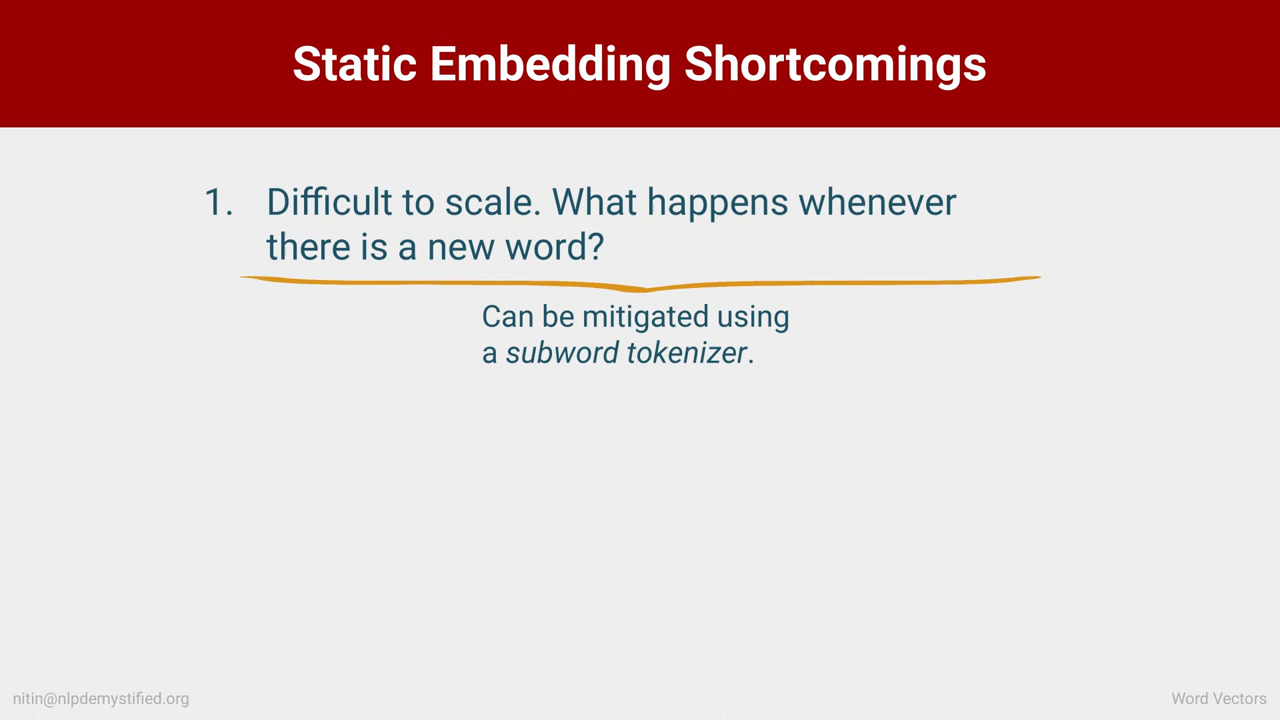 Static Embedding Shortcomings
1. Difficult to scale. What happens whenever
there is a new word?
Can be mitigated using
a subword tokenizer.
nitin@nlpdemystified.org
Word Vectors